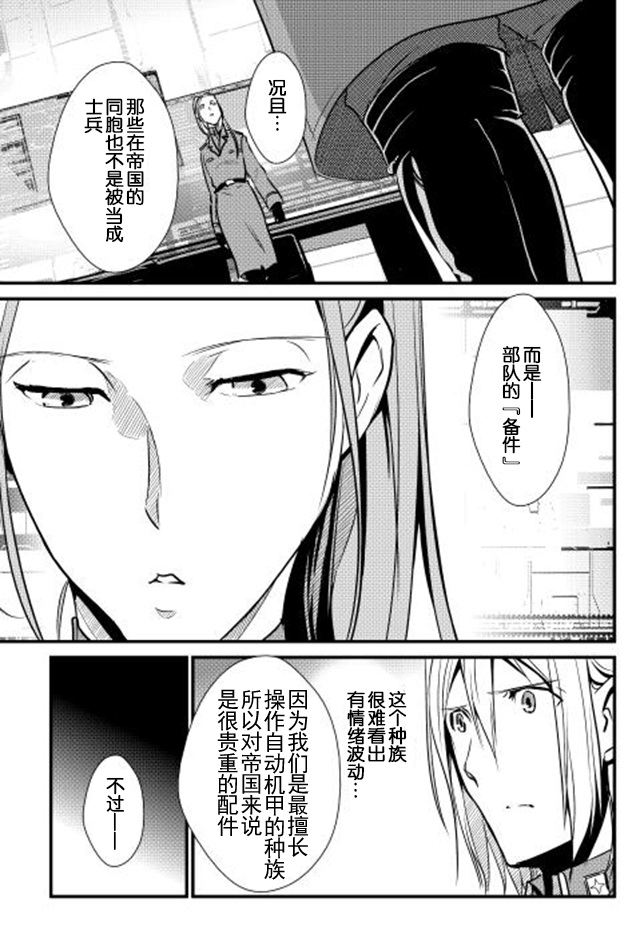 况且…
那些在帝国的
同胞也不是被当成
士兵
而是——
部队的『备件』
这个种族
很难看出
有情绪波动…
因为我们是最擅长
操作自动机甲的种族
所以对帝国来说
是很贵重的配件
不过——